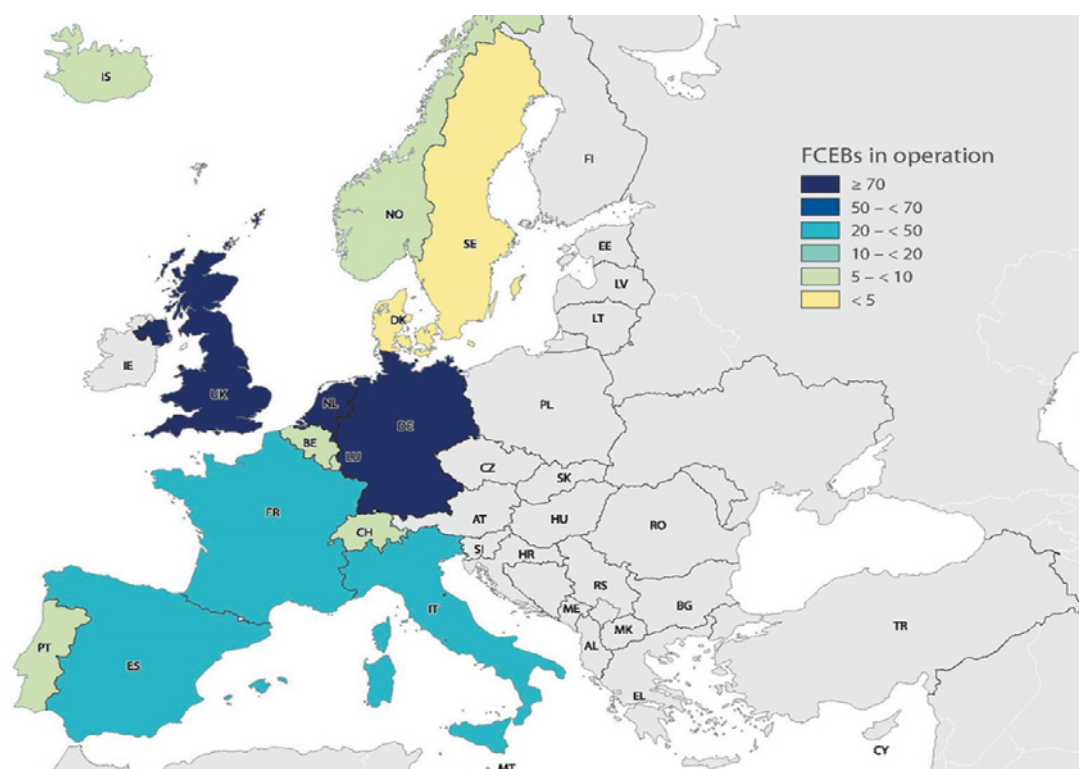 IS
FI
FCEBs in operation
≥ 70
50 – < 70
20 – < 50
10 – < 20
5 – < 10
< 5
NO
SE
EE
LV
LT
DK
IE
UK
NL
DE
PL
BE
LU
CZ
SK
FR
CH
AT
HU
RO
SI
HR
RS
IT
ME
BG
MK
TR
PT
ES
AL
EL
CY
MT